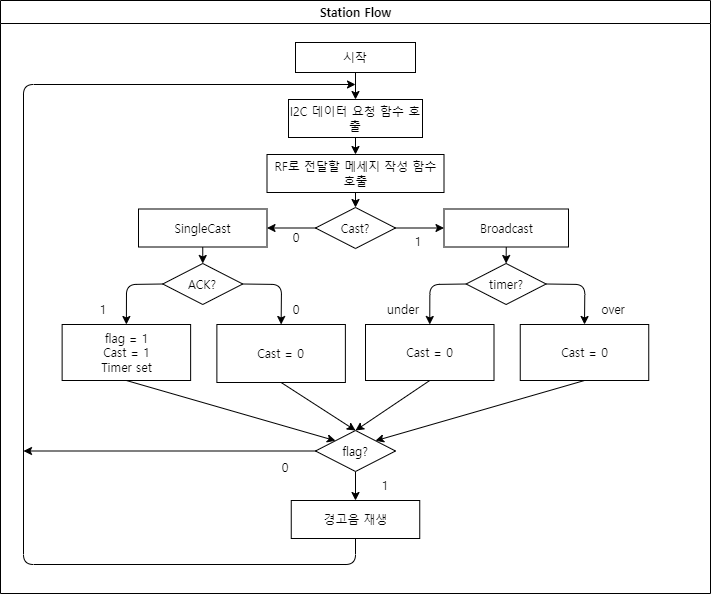 Station Flow
시작
I2C 데이터 요청 함수 호
출
RF로 전달할 메세지 작성 함수
호출
SingleCast
0
Cast?
1
Broadcast
ACK?
timer?
1
0
under
over
flag = 1
Cast = 1
Timer set
Cast = 0
Cast = 0
Cast = 0
flag?
0
1
경고음 재생